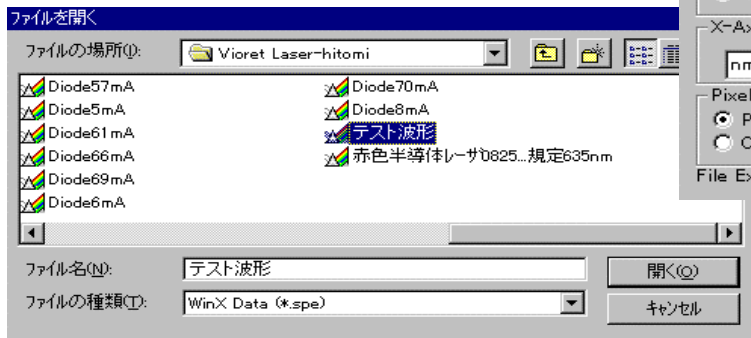 ファイルを開く
ファイルの場所(I):
Vioret Laser-hitomi
Diode57mA
Diode5mA
Diode61mA
Diode66mA
Diode69mA
Diode6mA
Diode70mA
Diode8mA
テスト波形
赤色半導体レーザ0825...規定635nm
ファイル名(N):
テスト波形
開く(O)
ファイルの種類(T):
WinX Data (*.spe)
キャンセル
X-Ax
nm
Pixel
P
File Ex